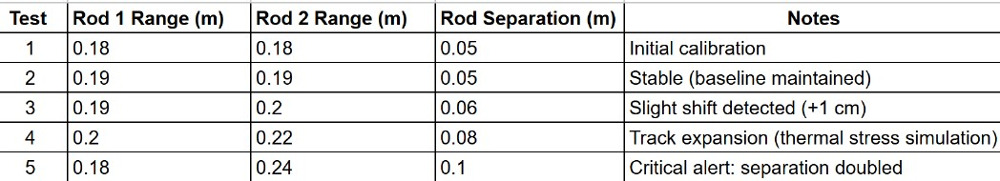 Test Rod 1 Range (m) Rod 2 Range (m) Rod Separation (m) Notes
1 0.18 0.18 0.05 Initial calibration
2 0.19 0.19 0.05 Stable (baseline maintained)
3 0.19 0.2 0.06 Slight shift detected (+1 cm)
4 0.2 0.22 0.08 Track expansion (thermal stress simulation)
5 0.18 0.24 0.1 Critical alert: separation doubled